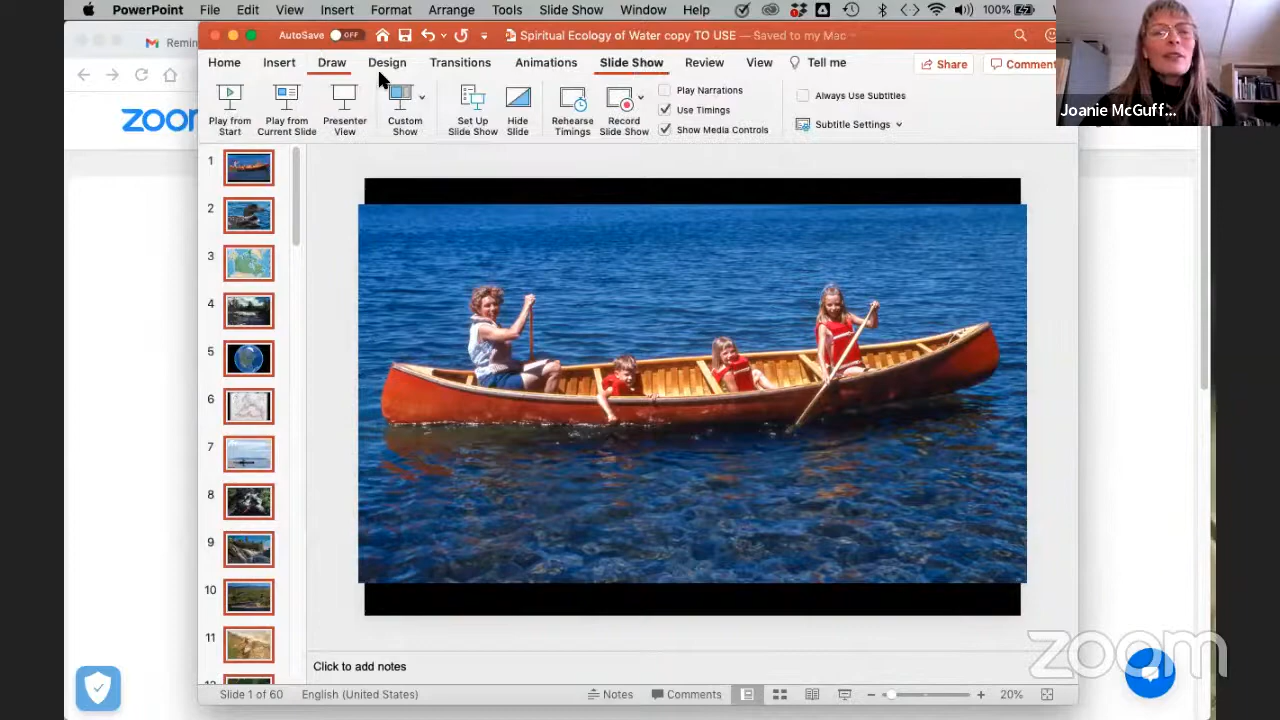 PowerPoint File Edit View Insert Format Arrange Tools Slide Show Window Help 100%
Remin
AutoSave OFF Spiritual Ecology of Water copy TO USE — Saved to my Mac
Home Insert Draw Design Transitions Animations Slide Show Review View Tell me Share Comment
zoom
Play from Start
Play from Current Slide
Presenter View
Custom Show
Set Up Slide Show
Hide Slide
Rehearse Timings
Record Slide Show
Play Narrations
Use Timings
Show Media Controls
Always Use Subtitles
Subtitle Settings
Joanie McGuff...
1
2
3
4
5
6
7
8
9
10
11
Click to add notes
Slide 1 of 60 English (United States) Notes Comments 20%
zoom